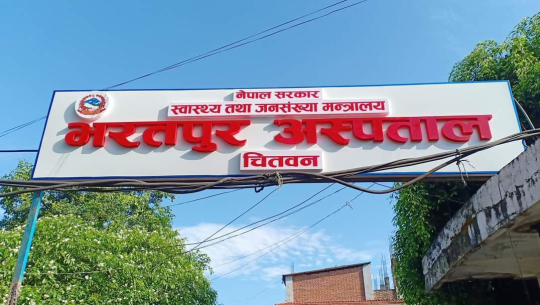 नेपाल सरकार
स्वास्थ्य तथा जनसंख्या मन्त्रालय
भरतपुर अस्पताल
चितवन